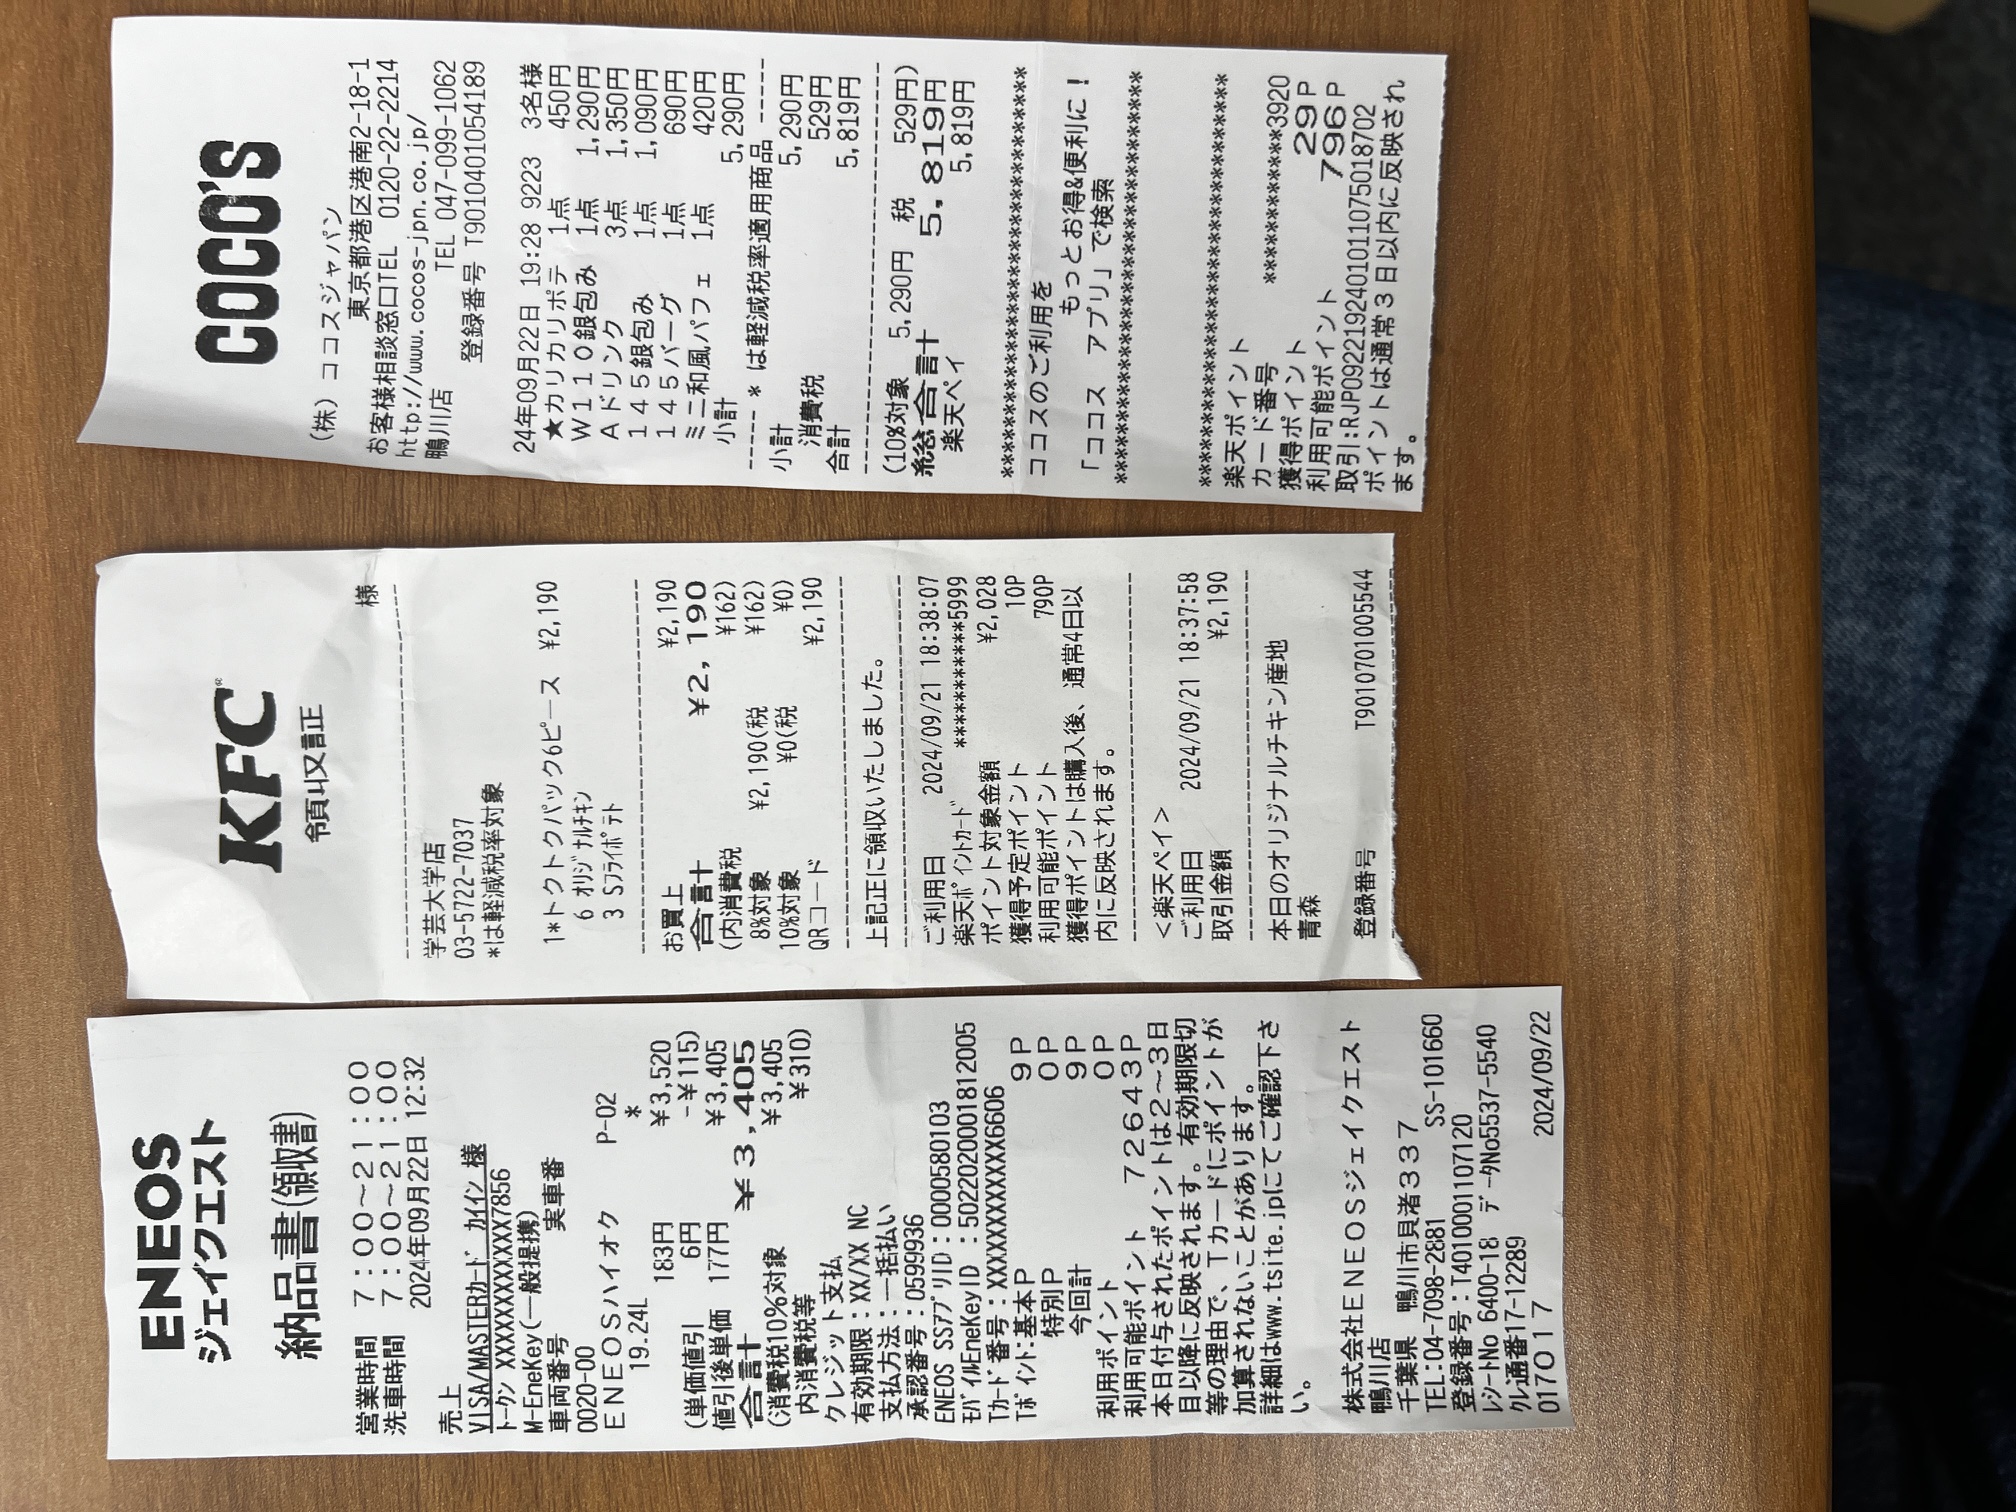 ENEOS
ジェイクエスト
納品書(領収書)
営業時間 7:00~21:00
洗車時間 7:00~21:00
2024年09月22日 12:32
売上
VISA/MASTERカード カイイン 様
トークン XXXXXXXXXXXX7856
M-EneKey(一般提携)
車両番号 実車番
0020-00
ENEOSハイオク P-02
19.24L *
183円 ¥3,520
(単価値引 6円 -¥115)
値引後単価 177円 ¥3,405
合計 ¥3,405
(消費税10%対象 ¥3,405
内消費税等 ¥310)
クレジット支払
有効期限:XX/XX NC
支払方法:一括払い
承認番号:0599936
ENEOS SSアプリID:0000580103
モバイルEneKeyID :5022020001812005
Tカード番号:XXXXXXXXXXXX6606
Tポイント:基本P 9P
特別P 0P
今回計 9P
利用ポイント 0P
利用可能ポイント 72643P
本日付与されたポイントは2~3日
目以降に反映されます。有効期限切
等の理由で、Tカードにポイントが
加算されないことがあります。
詳細はwww.tsite.jpにてご確認下さ
い。
株式会社ENEOSジェイクエスト
鴨川店
千葉県 鴨川市貝渚337
TEL:04-7098-2881 SS-101660
登録番号:T4010001107120
レシートNo 6400-18 データNo5537-5540
クレ通番17-12289
017017 2024/09/22
KFC®
領収証
様
学芸大学店
03-5722-7037
*は軽減税率対象
1*トクトクパック6ピース ¥2,190
6 オリジナルチキン
3 Sフライポテト
お買上 ¥2,190
合計 ¥2,190
(内消費税 ¥162)
8%対象 ¥2,190(税 ¥162)
10%対象 ¥0(税 ¥0)
QRコード ¥2,190
上記正に領収いたしました。
ご利用日 2024/09/21 18:38:07
楽天ポイントカード ***********5999
ポイント対象金額 ¥2,028
獲得予定ポイント 10P
利用可能ポイント 790P
獲得ポイントは購入後、通常4日以
内に反映されます。
<楽天ペイ>
ご利用日 2024/09/21 18:37:58
取引金額 ¥2,190
本日のオリジナルチキン産地
青森
登録番号 T9010701005544
COCO'S
(株)ココスジャパン
東京都港区港南2-18-1
お客様相談窓口TEL 0120-22-2214
http://www.cocos-jpn.co.jp/
鴨川店 TEL 047-099-1062
登録番号 T9010401054189
24年09月22日 19:28 9223 3名様
★カリカリポテ 1点 450円
W110銀包み 1点 1,290円
Aドリンク 3点 1,350円
145銀包み 1点 1,090円
145バーグ 1点 690円
ミニ和風パフェ 1点 420円
小計 5,290円
----- * は軽減税率適用商品 -----
小計 5,290円
消費税 529円
合計 5,819円
(10%対象 5,290円 税 529円)
総合計 5,819円
楽天ペイ 5,819円
********************************
ココスのご利用を
もっとお得&便利に!
「ココス アプリ」で検索
********************************
********************************
楽天ポイント
カード番号 ************3920
獲得ポイント 29P
利用可能ポイント 796P
取引:RJP09221924010110750187​02
ポイントは通常3日以内に反映され
ます。